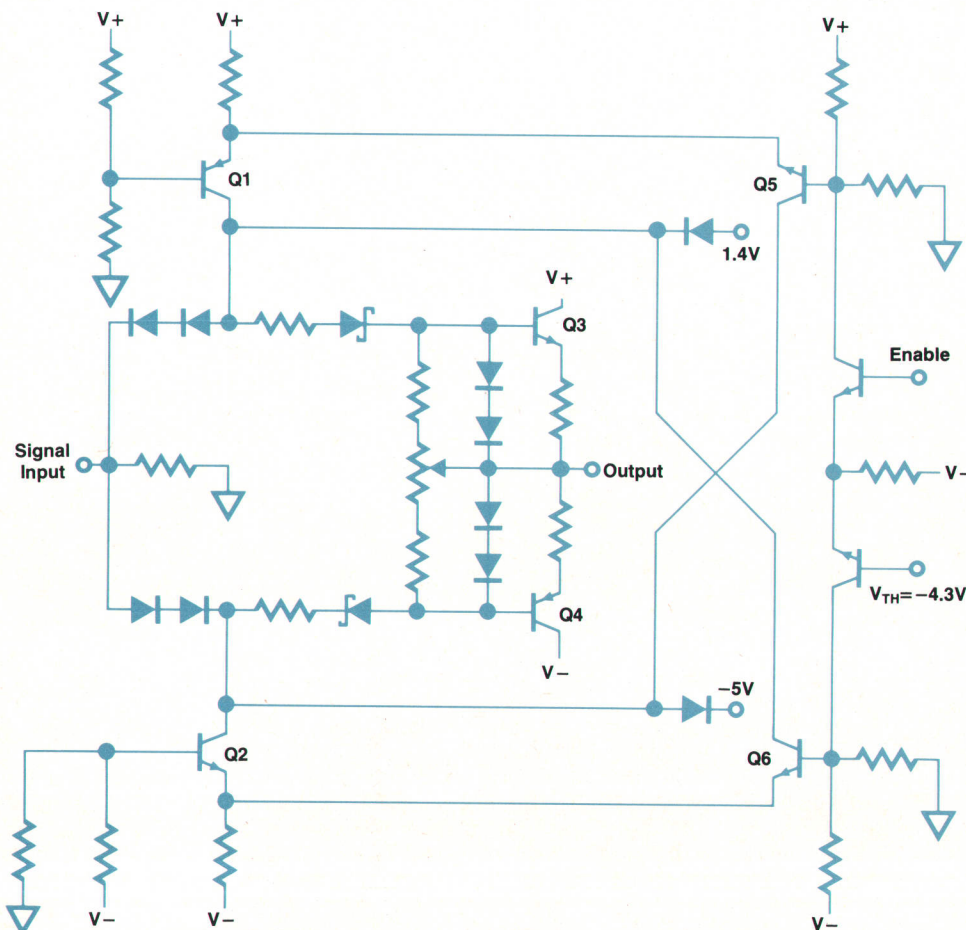 V+
V+
V+
Q1
Q5
1.4V
V+
Q3
Enable
Signal
Input
Output
V−
VTH=−4.3V
Q4
V−
−5V
Q2
Q6
V−
V−
V−